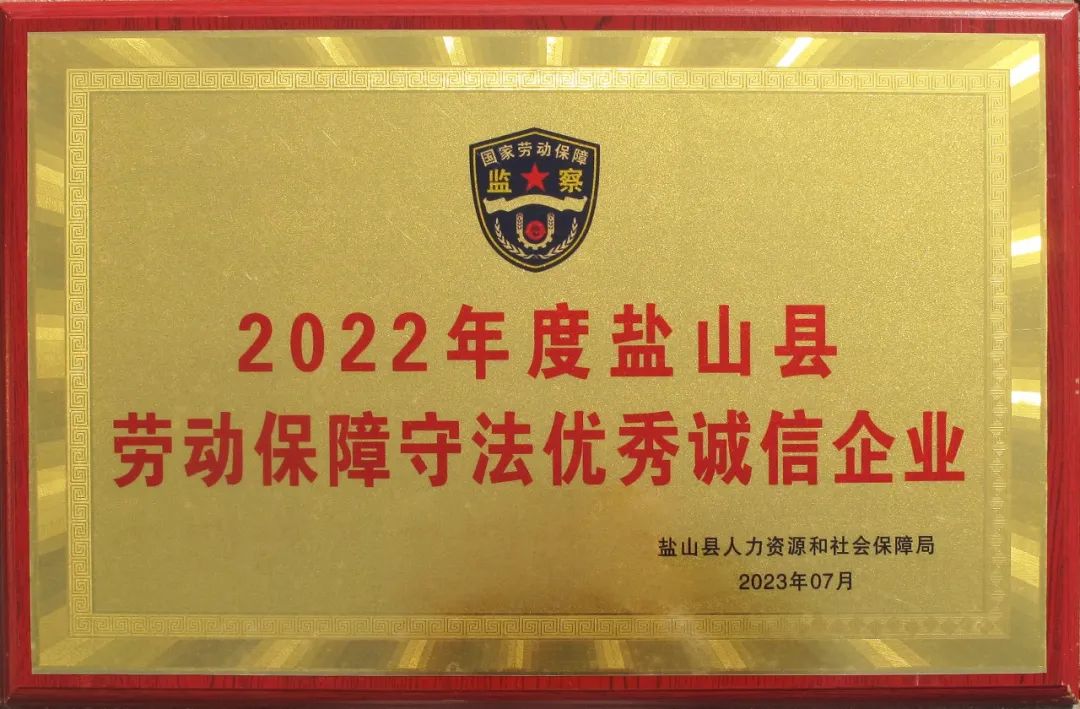 国家劳动保障
监察
2022年度盐山县
劳动保障守法优秀诚信企业
盐山县人力资源和社会保障局
2023年07月